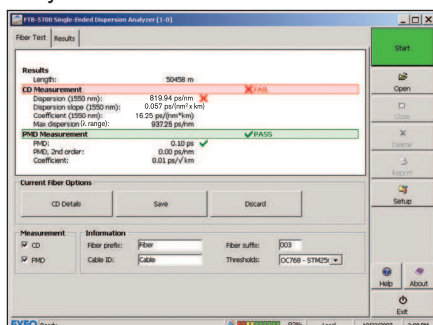 FTB-5700 Single-Ended Dispersion Analyzer [1-0]
Fiber Test Results
Start
Results
Length: 50458 m
CD Measurement FAIL
Dispersion (1550 nm): 819.94 ps/nm
Dispersion slope (1550 nm): 0.057 ps/(nm² x km)
Coefficient (1550 nm): 16.25 ps/(nm*km)
Max dispersion (λ range): 937.25 ps/nm
PMD Measurement PASS
PMD: 0.10 ps
PMD, 2nd order: 0.00 ps/nm
Coefficient: 0.01 ps/√km
Open
Close
Delete
Report
Setup
Current Fiber Options
CD Details Save Discard
Measurement Information
CD Fiber prefix: Fiber Fiber suffix: 003
PMD Cable ID: Cable Thresholds: OC768 - STM25
Help About
Exit
EXFO Ready 93% Local